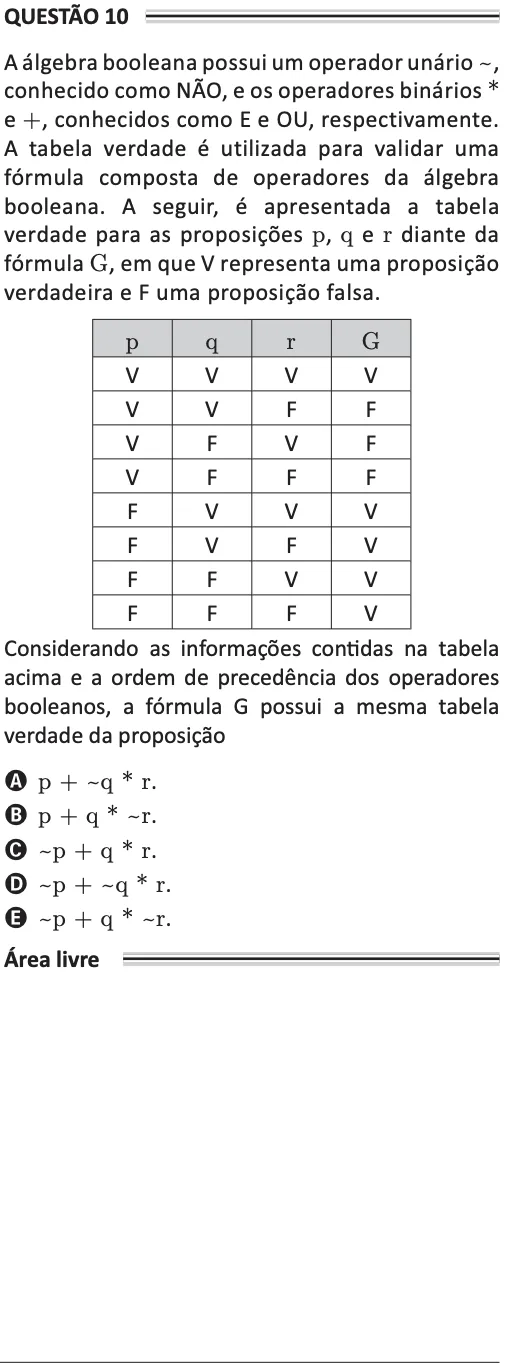 QUESTÃO 10
A álgebra booleana possui um operador unário ~,
conhecido como NÃO, e os operadores binários *
e +, conhecidos como E e OU, respectivamente.
A tabela verdade é utilizada para validar uma
fórmula composta de operadores da álgebra
booleana. A seguir, é apresentada a tabela
verdade para as proposições p, q e r diante da
fórmula G, em que V representa uma proposição
verdadeira e F uma proposição falsa.
p q r G
V V V V
V V F F
V F V F
V F F F
F V V V
F V F V
F F V V
F F F V
Considerando as informações contidas na tabela
acima e a ordem de precedência dos operadores
booleanos, a fórmula G possui a mesma tabela
verdade da proposição
A p + ~q * r.
B p + q * ~r.
C ~p + q * r.
D ~p + ~q * r.
E ~p + q * ~r.
Área livre